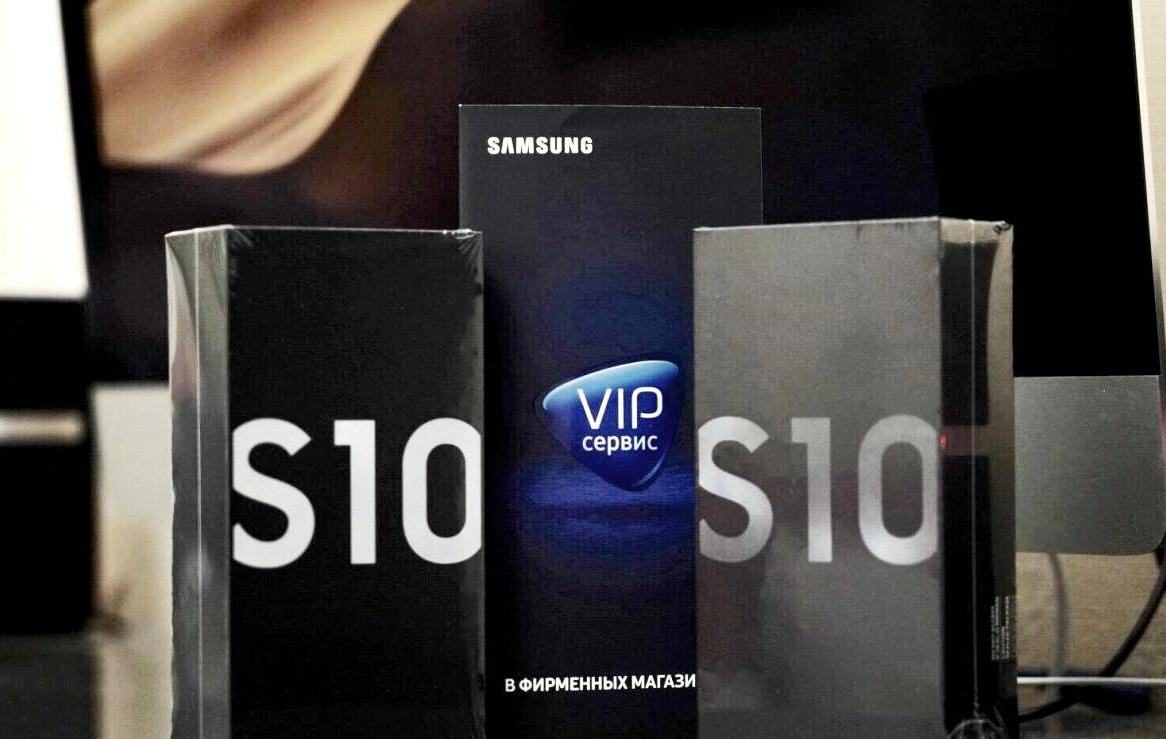 SAMSUNG
VIP
сервис
S10
S10
В ФИРМЕННЫХ МАГАЗИ